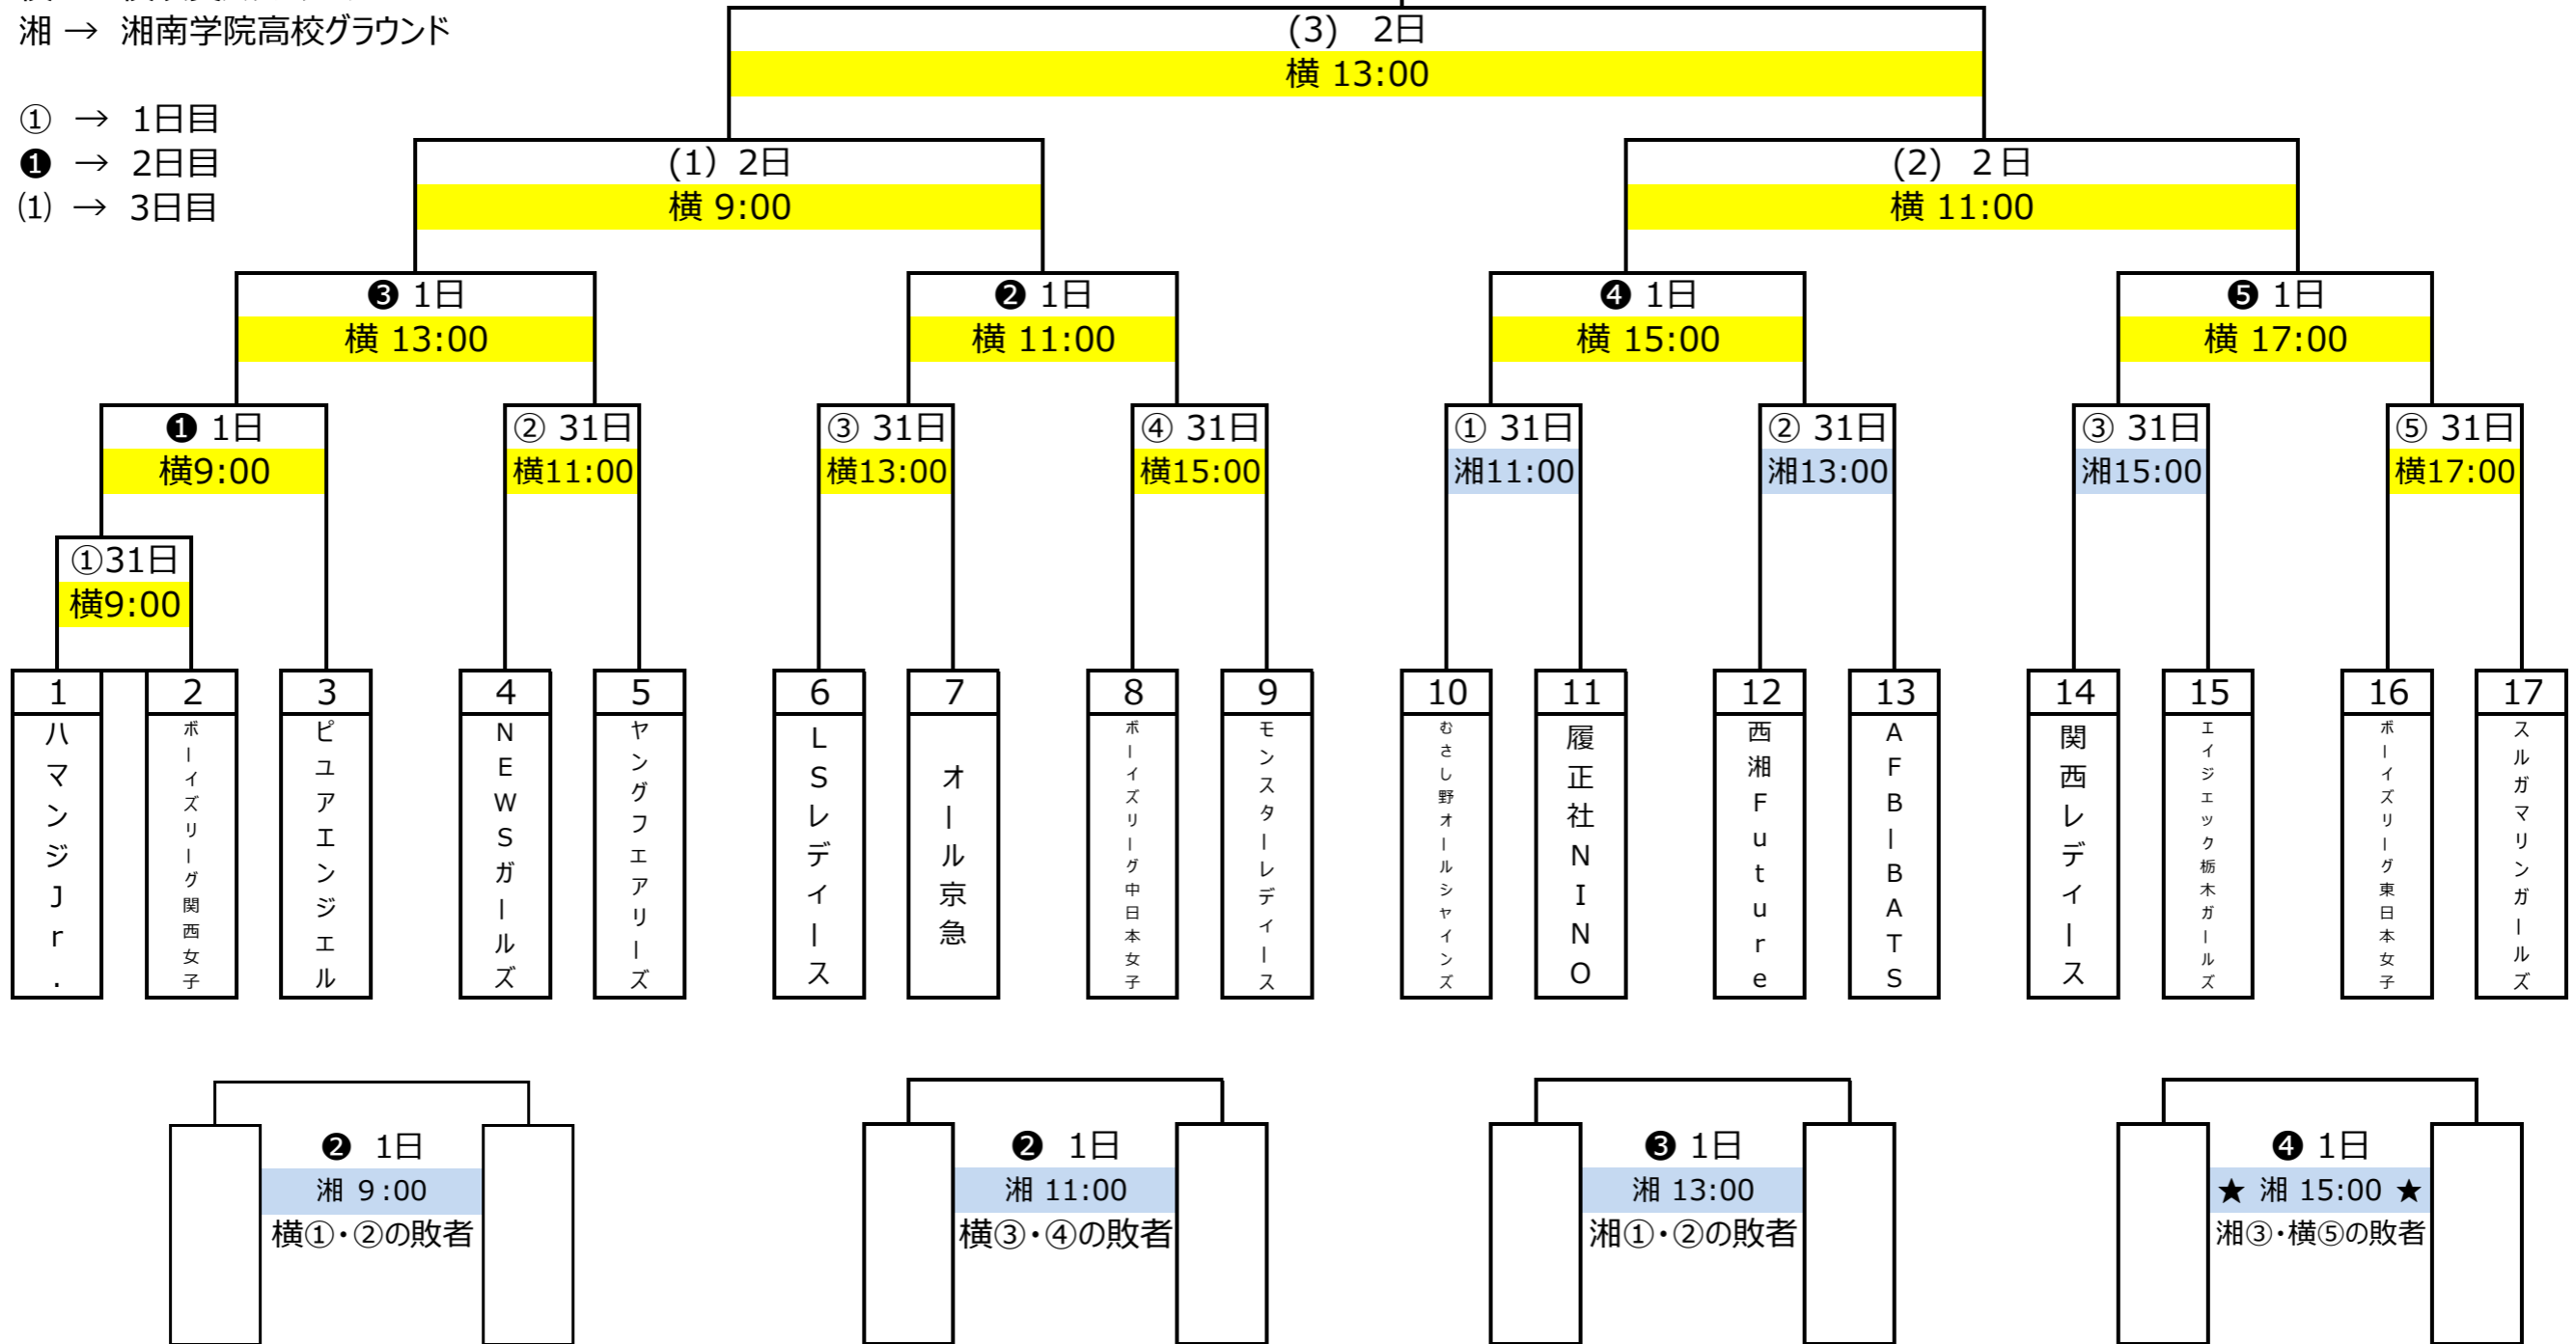 湘 → 湘南学院高校グラウンド
① → 1日目
❶ → 2日目
⑴ → 3日目
(3) 2日
横 13:00
(1) 2日
横 9:00
(2) 2日
横 11:00
❸ 1日
横 13:00
❷ 1日
横 11:00
❹ 1日
横 15:00
❺ 1日
横 17:00
❶ 1日
横9:00
② 31日
横11:00
③ 31日
横13:00
④ 31日
横15:00
① 31日
湘11:00
② 31日
湘13:00
③ 31日
湘15:00
⑤ 31日
横17:00
①31日
横9:00
1
ハマンジJr.
2
ボーイズリーグ関西女子
3
ピュアエンジェル
4
NEWSガールズ
5
ヤングフェアリーズ
6
LSレディース
7
オール京急
8
ボーイズリーグ中日本女子
9
モンスターレディース
10
むさし野オールシャインズ
11
履正社NINO
12
西湘Future
13
AFBIBATS
14
関西レディース
15
エイジェック栃木ガールズ
16
ボーイズリーグ東日本女子
17
スルガマリンガールズ
❷ 1日
湘 9:00
横①・②の敗者
❷ 1日
湘 11:00
横③・④の敗者
❸ 1日
湘 13:00
湘①・②の敗者
❹ 1日
★ 湘 15:00 ★
湘③・横⑤の敗者